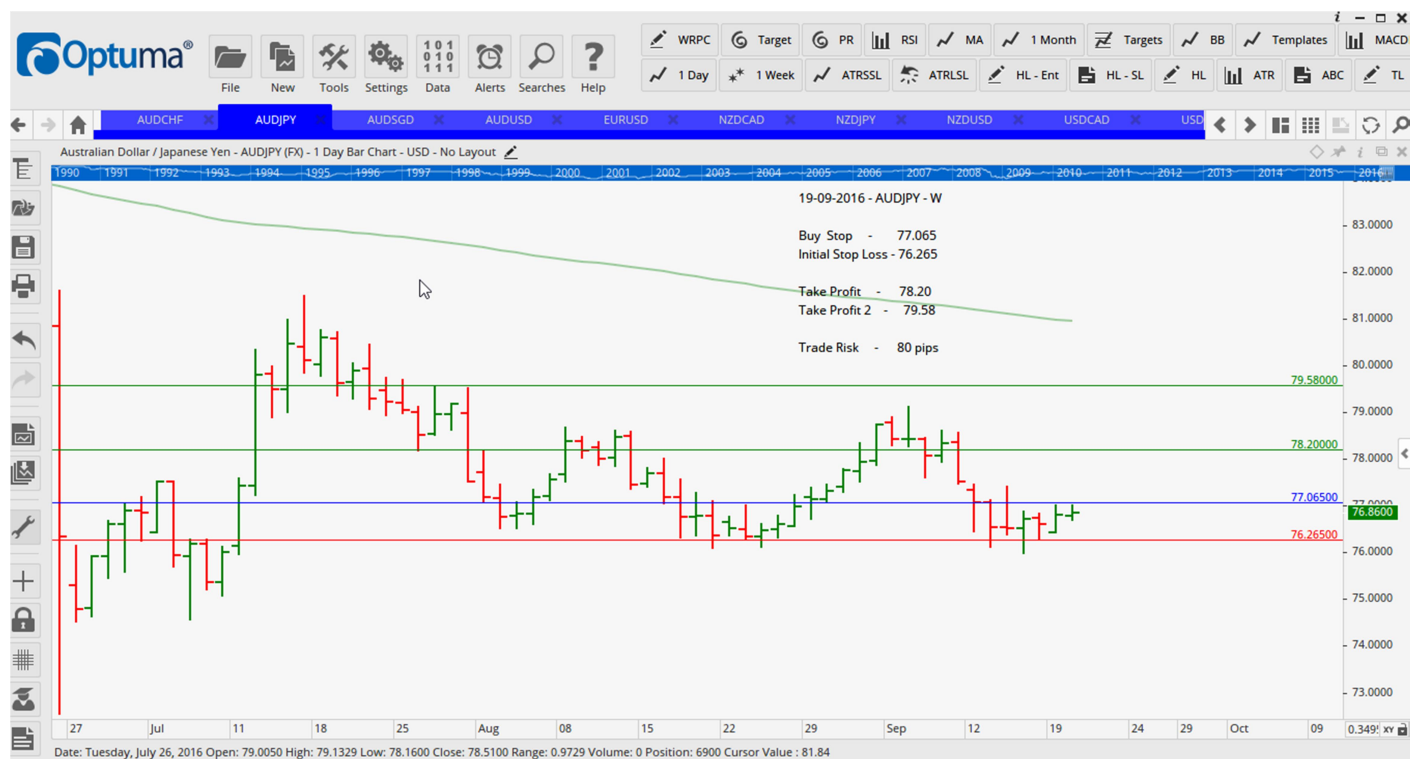 i
Optuma®
File
New
Tools
Settings
101
010
111
Data
Alerts
Searches
Help
WRPC
Target
PR
RSI
MA
1 Month
Targets
BB
Templates
MACD
1 Day
1 Week
ATRSSL
ATRLSL
HL - Ent
HL - SL
HL
ATR
ABC
TL
AUDCHF
AUDJPY
AUDSGD
AUDUSD
EURUSD
NZDCAD
NZDJPY
NZDUSD
USDCAD
USD
Australian Dollar / Japanese Yen - AUDJPY (FX) - 1 Day Bar Chart - USD - No Layout
i
1990 1991 1992 1993 1994 1995 1996 1997 1998 1999 2000 2001 2002 2003 2004 2005 2006 2007 2008 2009 2010 2011 2012 2013 2014 2015 2016
19-09-2016 - AUDJPY - W
Buy Stop - 77.065
Initial Stop Loss - 76.265
Take Profit - 78.20
Take Profit 2 - 79.58
Trade Risk - 80 pips
83.0000
82.0000
81.0000
80.0000
79.58000
79.0000
78.20000
78.0000
77.06500
77.0000
76.8600
76.26500
76.0000
75.0000
74.0000
73.0000
27 Jul 11 18 25 Aug 08 15 22 29 Sep 12 19 24 29 Oct 09
XY
Date: Tuesday, July 26, 2016 Open: 79.0050 High: 79.1329 Low: 78.1600 Close: 78.5100 Range: 0.9729 Volume: 0 Position: 6900 Cursor Value : 81.84